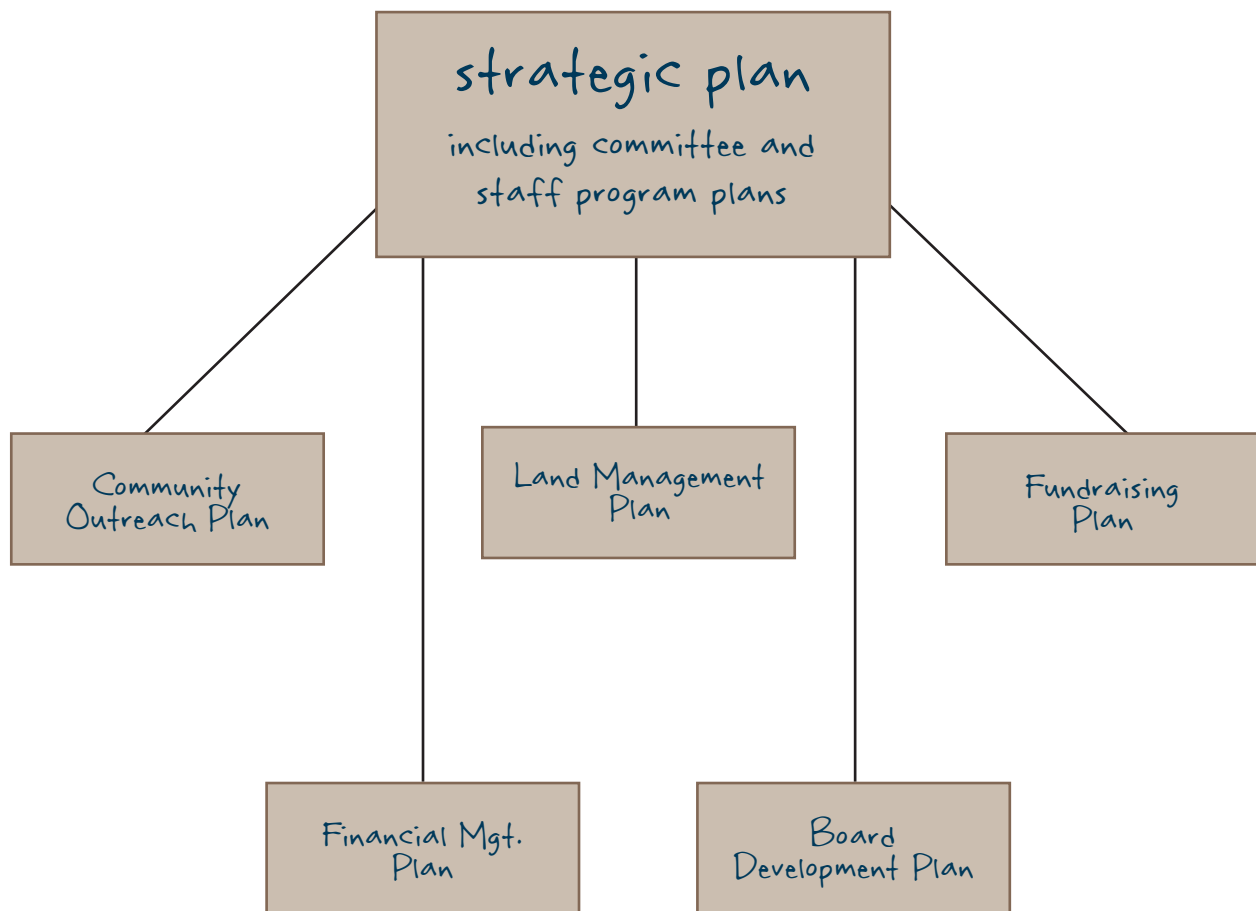 strategic plan
including committee and
staff program plans
Community
Outreach Plan
Land Management
Plan
Fundraising
Plan
Financial Mgt.
Plan
Board
Development Plan